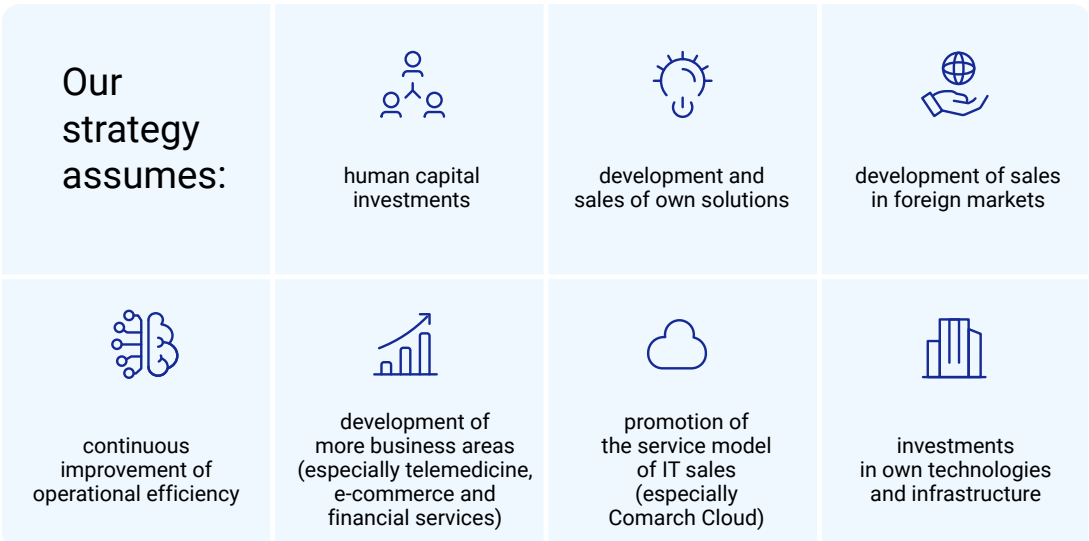 Our
strategy
assumes:
human capital
investments
development and
sales of own solutions
development of sales
in foreign markets
continuous
improvement of
operational efficiency
development of
more business areas
(especially telemedicine,
e-commerce and
financial services)
promotion of
the service model
of IT sales
(especially
Comarch Cloud)
investments
in own technologies
and infrastructure